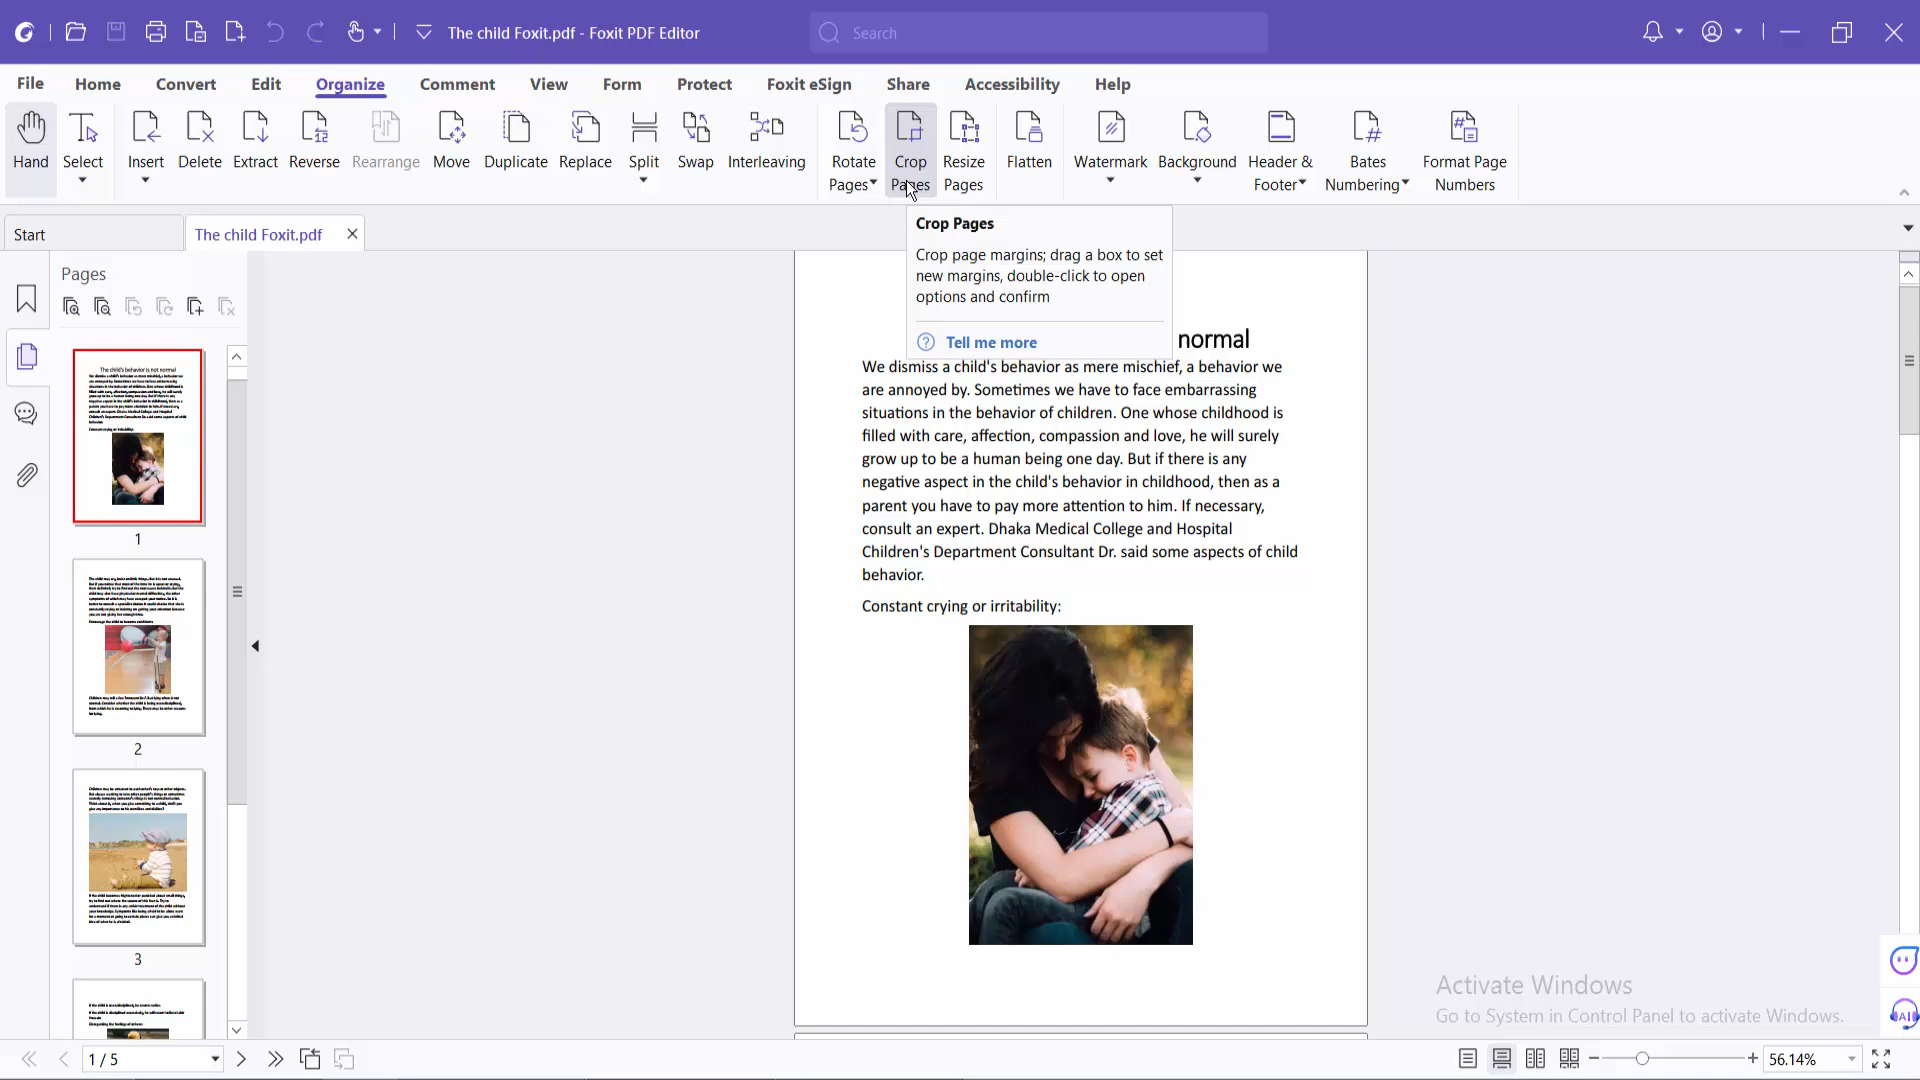 The child Foxit.pdf - Foxit PDF Editor
Search
File Home Convert Edit Organize Comment View Form Protect Foxit eSign Share Accessibility Help
Hand Select Insert Delete Extract Reverse Rearrange Move Duplicate Replace Split Swap Interleaving Rotate Pages Crop Pages Resize Pages Flatten Watermark Background Header & Footer Bates Numbering Format Page Numbers
Start
The child Foxit.pdf
Pages
Crop Pages
Crop page margins; drag a box to set
new margins, double-click to open
options and confirm
Tell me more
normal
We dismiss a child's behavior as mere mischief, a behavior we
are annoyed by. Sometimes we have to face embarrassing
situations in the behavior of children. One whose childhood is
filled with care, affection, compassion and love, he will surely
grow up to be a human being one day. But if there is any
negative aspect in the child's behavior in childhood, then as a
parent you have to pay more attention to him. If necessary,
consult an expert. Dhaka Medical College and Hospital
Children's Department Consultant Dr. said some aspects of child
behavior.
Constant crying or irritability:
The child's behavior is not normal
1
2
3
AI
Activate Windows
Go to System in Control Panel to activate Windows.
1 / 5
56.14%